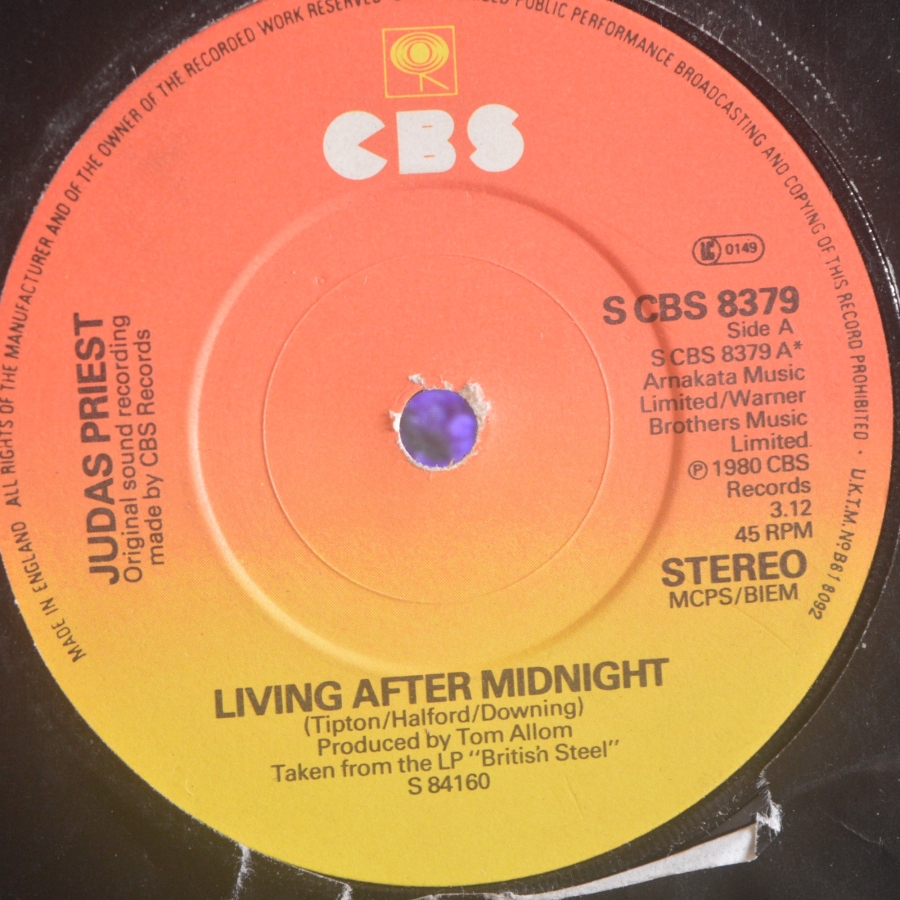 MADE IN ENGLAND ALL RIGHTS OF THE MANUFACTURER AND OF THE OWNER OF THE RECORDED WORK RESERVED
PUBLIC PERFORMANCE BROADCASTING AND COPYING OF THIS RECORD PROHIBITED · U.K.T.M. Nº B618092
CBS
LC 0149
JUDAS PRIEST
Original sound recording
made by CBS Records
S CBS 8379
Side A
S CBS 8379 A*
Arnakata Music
Limited/Warner
Brothers Music
Limited.
℗ 1980 CBS
Records
3.12
45 RPM
STEREO
MCPS/BIEM
LIVING AFTER MIDNIGHT
(Tipton/Halford/Downing)
Produced by Tom Allom
Taken from the LP "British Steel"
S 84160